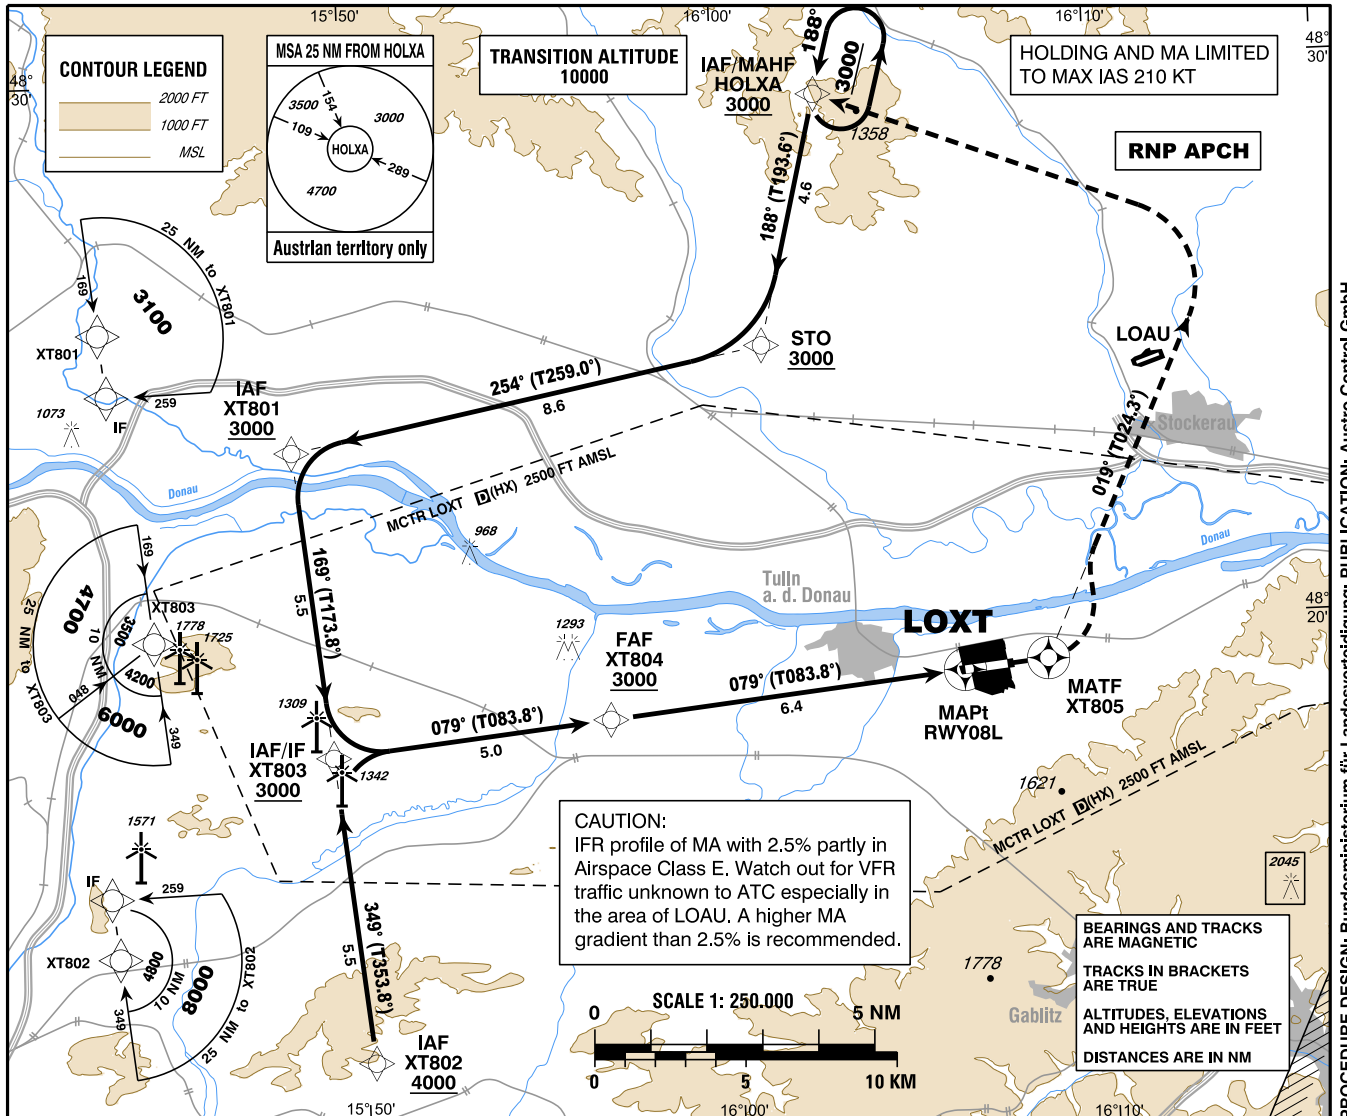 15°50'
16°00'
16°10'
48°
30'
48°
30'
CONTOUR LEGEND
2000 FT
1000 FT
MSL
MSA 25 NM FROM HOLXA
3500
154
3000
109
HOLXA
289
4700
Austrian territory only
TRANSITION ALTITUDE
10000
IAF/MAHF
HOLXA
3000
188°
3000
1358
HOLDING AND MA LIMITED
TO MAX IAS 210 KT
RNP APCH
188° (T193.6°)
4.6
25 NM to XT801
169
3100
XT801
259
IF
1073
IAF
XT801
3000
254° (T259.0°)
8.6
STO
3000
LOAU
Stockerau
019° (T024.3°)
MCTR LOXT D(HX) 2500 FT AMSL
Donau
968
Donau
169
4700
3500
10 NM
XT803
1778
1725
4200
25 NM to XT803
048
6000
349
169° (T173.8°)
5.5
Tulln
a. d. Donau
48°
20'
1293
FAF
XT804
3000
LOXT
079° (T083.8°)
6.4
MAPt
RWY08L
MATF
XT805
1309
079° (T083.8°)
5.0
IAF/IF
XT803
3000
1342
1621
MCTR LOXT D(HX) 2500 FT AMSL
1571
IF
259
XT802
4800
10 NM
8000
25 NM to XT802
349
349° (T353.8°)
5.5
CAUTION:
IFR profile of MA with 2.5% partly in
Airspace Class E. Watch out for VFR
traffic unknown to ATC especially in
the area of LOAU. A higher MA
gradient than 2.5% is recommended.
2045
1778
Gablitz
BEARINGS AND TRACKS
ARE MAGNETIC
TRACKS IN BRACKETS
ARE TRUE
ALTITUDES, ELEVATIONS
AND HEIGHTS ARE IN FEET
DISTANCES ARE IN NM
SCALE 1: 250.000
0
5 NM
0
5
10 KM
IAF
XT802
4000
15°50'
16°00'
16°10'
PROCEDURE DESIGN: Bundesministerium für Landesverteidigung; PUBLICATION: Austro Control GmbH